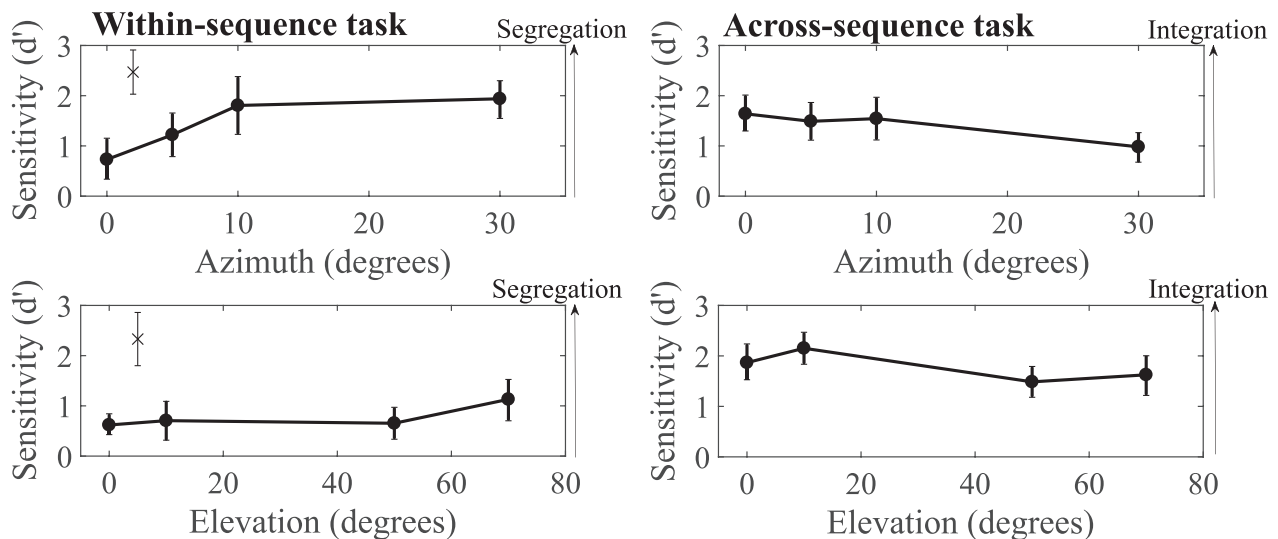 Within-sequence task
Segregation
Across-sequence task
Integration
Sensitivity (d')
3
2
1
0
0
10
20
30
Azimuth (degrees)
Sensitivity (d')
3
2
1
0
0
10
20
30
Azimuth (degrees)
Segregation
Integration
Sensitivity (d')
3
2
1
0
0
20
40
60
80
Elevation (degrees)
Sensitivity (d')
3
2
1
0
0
20
40
60
80
Elevation (degrees)